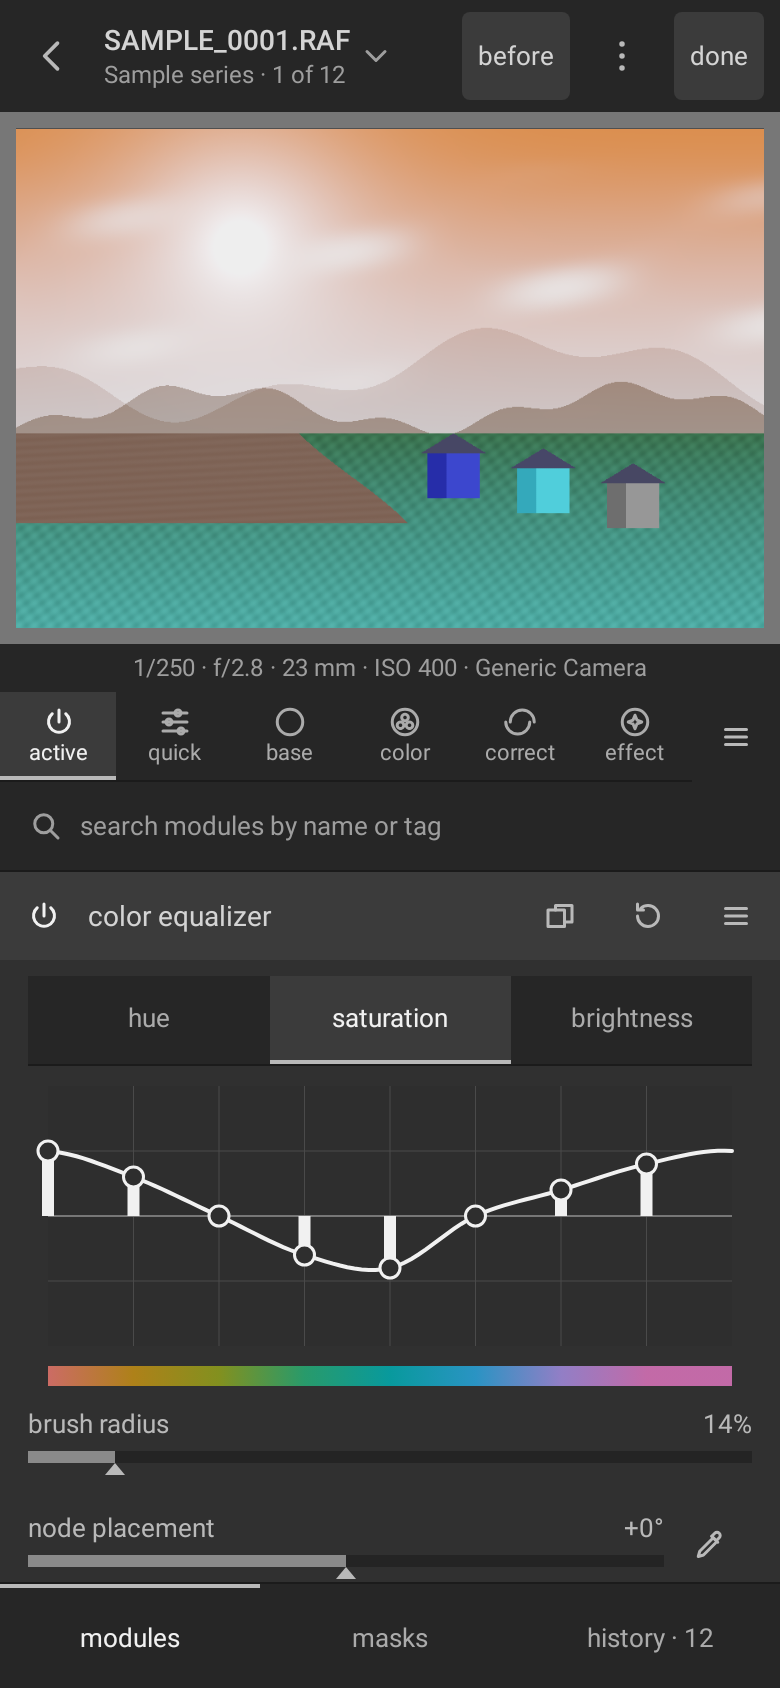 SAMPLE_0001.RAF
Sample series · 1 of 12
before
done
1/250 · f/2.8 · 23 mm · ISO 400 · Generic Camera
active
quick
base
color
correct
effect
search modules by name or tag
color equalizer
hue
saturation
brightness
brush radius
14%
node placement
+0°
modules
masks
history · 12